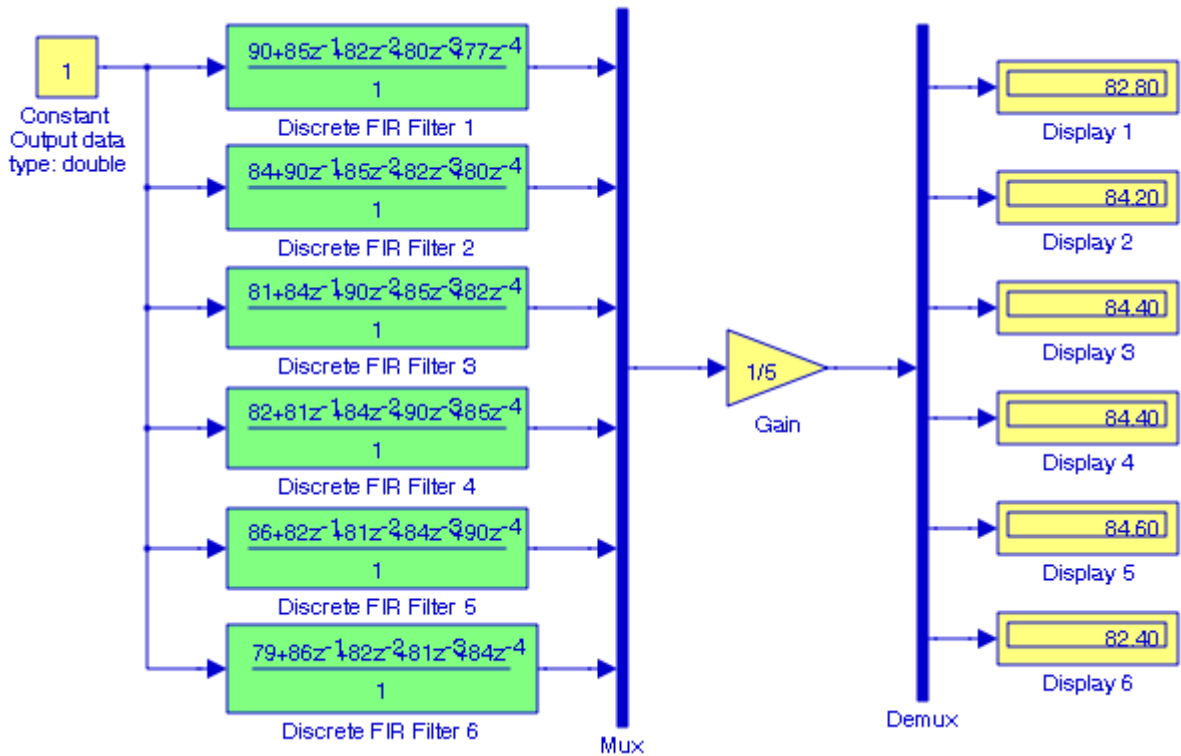 1
Constant
Output data
type: double
90+85z⁻¹+82z⁻²+80z⁻³+77z⁻⁴
1
Discrete FIR Filter 1
84+90z⁻¹+85z⁻²+82z⁻³+80z⁻⁴
1
Discrete FIR Filter 2
81+84z⁻¹+90z⁻²+85z⁻³+82z⁻⁴
1
Discrete FIR Filter 3
82+81z⁻¹+84z⁻²+90z⁻³+85z⁻⁴
1
Discrete FIR Filter 4
86+82z⁻¹+81z⁻²+84z⁻³+90z⁻⁴
1
Discrete FIR Filter 5
79+86z⁻¹+82z⁻²+81z⁻³+84z⁻⁴
1
Discrete FIR Filter 6
Mux
1/5
Gain
Demux
82.80
Display 1
84.20
Display 2
84.40
Display 3
84.40
Display 4
84.60
Display 5
82.40
Display 6